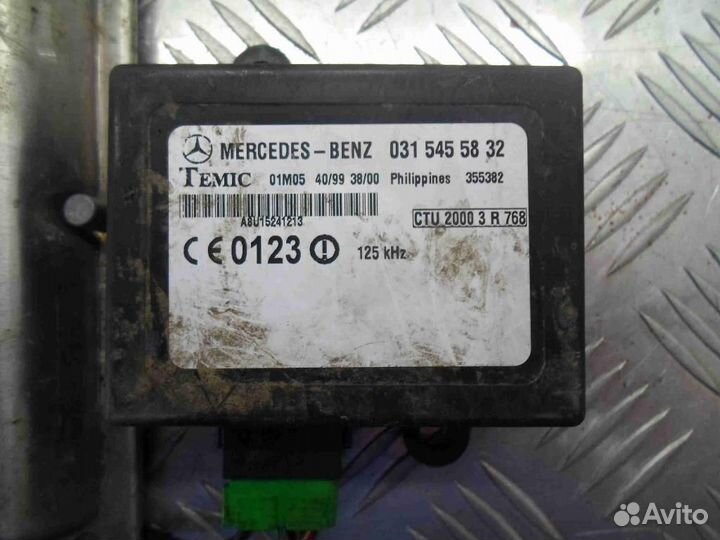 MERCEDES-BENZ 031 545 58 32
TEMIC 01M05 40/99 38/00 Philippines 355382
A8U15241213 CTU 2000 3 R 768
CE 0123 125 kHz
Avito